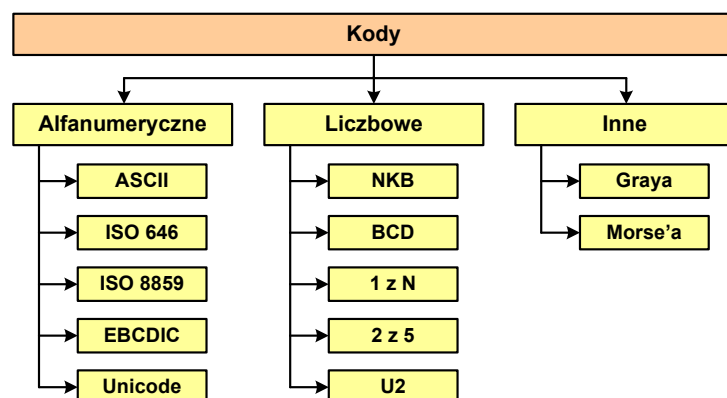 Kody
Alfanumeryczne
ASCII
ISO 646
ISO 8859
EBCDIC
Unicode
Liczbowe
NKB
BCD
1 z N
2 z 5
U2
Inne
Graya
Morse'a